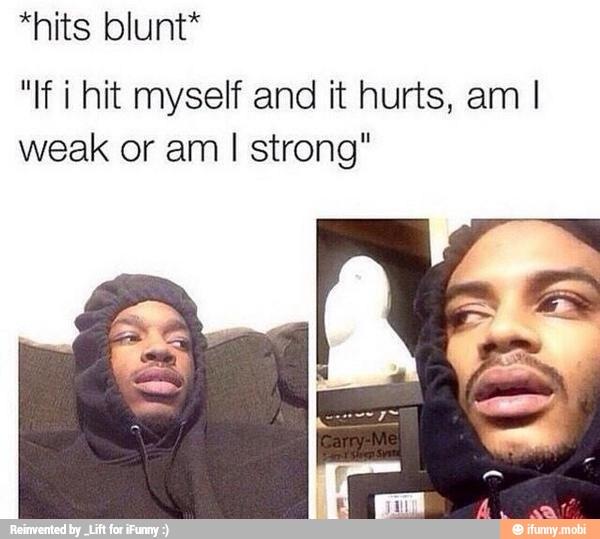 *hits blunt*
"If i hit myself and it hurts, am I
weak or am I strong"
Carry-Me
Reinvented by _Lift for iFunny :)
ifunny.mobi